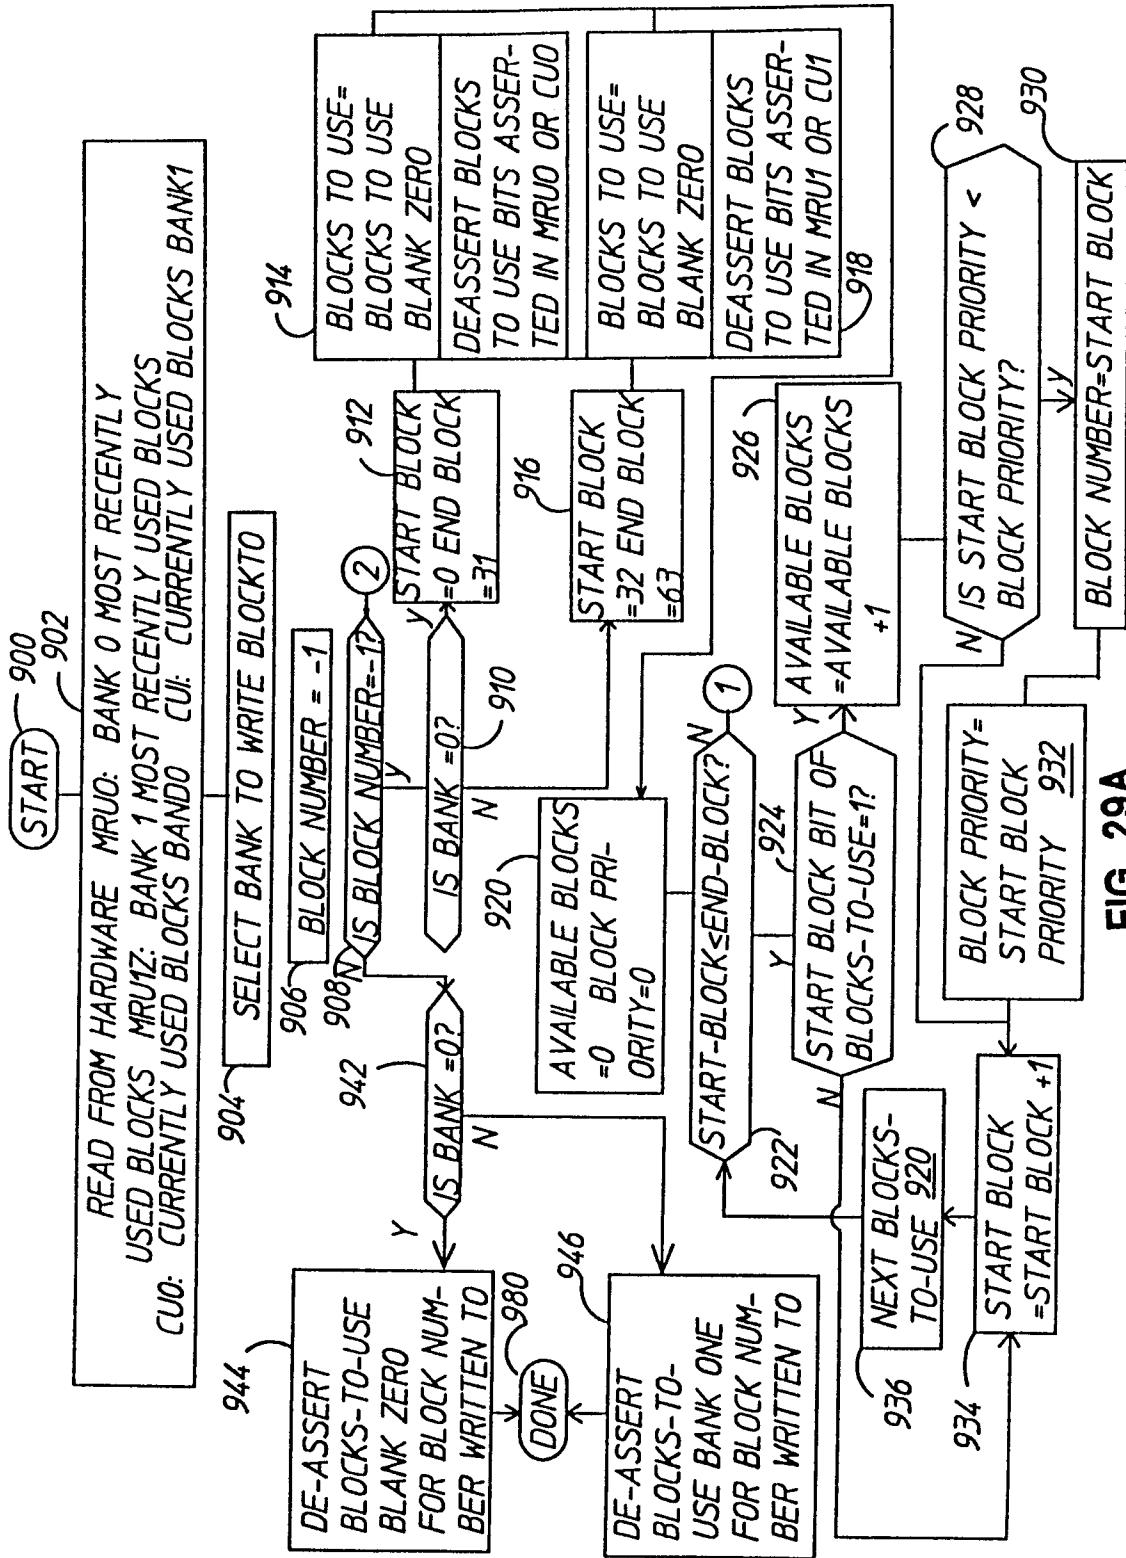 START
900
902
READ FROM HARDWARE MRU0: BANK 0 MOST RECENTLY
USED BLOCKS MRU1Z: BANK 1 MOST RECENTLY USED BLOCKS
CU0: CURRENTLY USED BLOCKS BANDO CUI: CURRENTLY USED BLOCKS BANK1
904
SELECT BANK TO WRITE BLOCKTO
906
BLOCK NUMBER = -1
908
IS BLOCK NUMBER=-1?
2
N
y
942
IS BANK =0?
Y
N
IS BANK =0?
910
y
N
912
START BLOCK
=0 END BLOCK
=31
914
BLOCKS TO USE=
BLOCKS TO USE
BLANK ZERO
DEASSERT BLOCKS
TO USE BITS ASSER-
TED IN MRU0 OR CU0
916
START BLOCK
=32 END BLOCK
=63
BLOCKS TO USE=
BLOCKS TO USE
BLANK ZERO
DEASSERT BLOCKS
TO USE BITS ASSER-
TED IN MRU1 OR CU1
918
944
DE-ASSERT
BLOCKS-TO-USE
BLANK ZERO
FOR BLOCK NUM-
BER WRITTEN TO
980
DONE
946
DE-ASSERT
BLOCKS-TO-
USE BANK ONE
FOR BLOCK NUM-
BER WRITTEN TO
920
AVAILABLE BLOCKS
=0 BLOCK PRI-
ORITY=0
922
START-BLOCK≤END-BLOCK?
N
1
Y
924
START BLOCK BIT OF
BLOCKS-TO-USE=1?
Y
N
926
AVAILABLE BLOCKS
=AVAILABLE BLOCKS
+1
928
IS START BLOCK PRIORITY <
BLOCK PRIORITY?
N
y
930
BLOCK NUMBER=START BLOCK
BLOCK PRIORITY=
START BLOCK
PRIORITY 932
936
NEXT BLOCKS-
TO-USE 920
934
START BLOCK
=START BLOCK +1
FIG. 29A